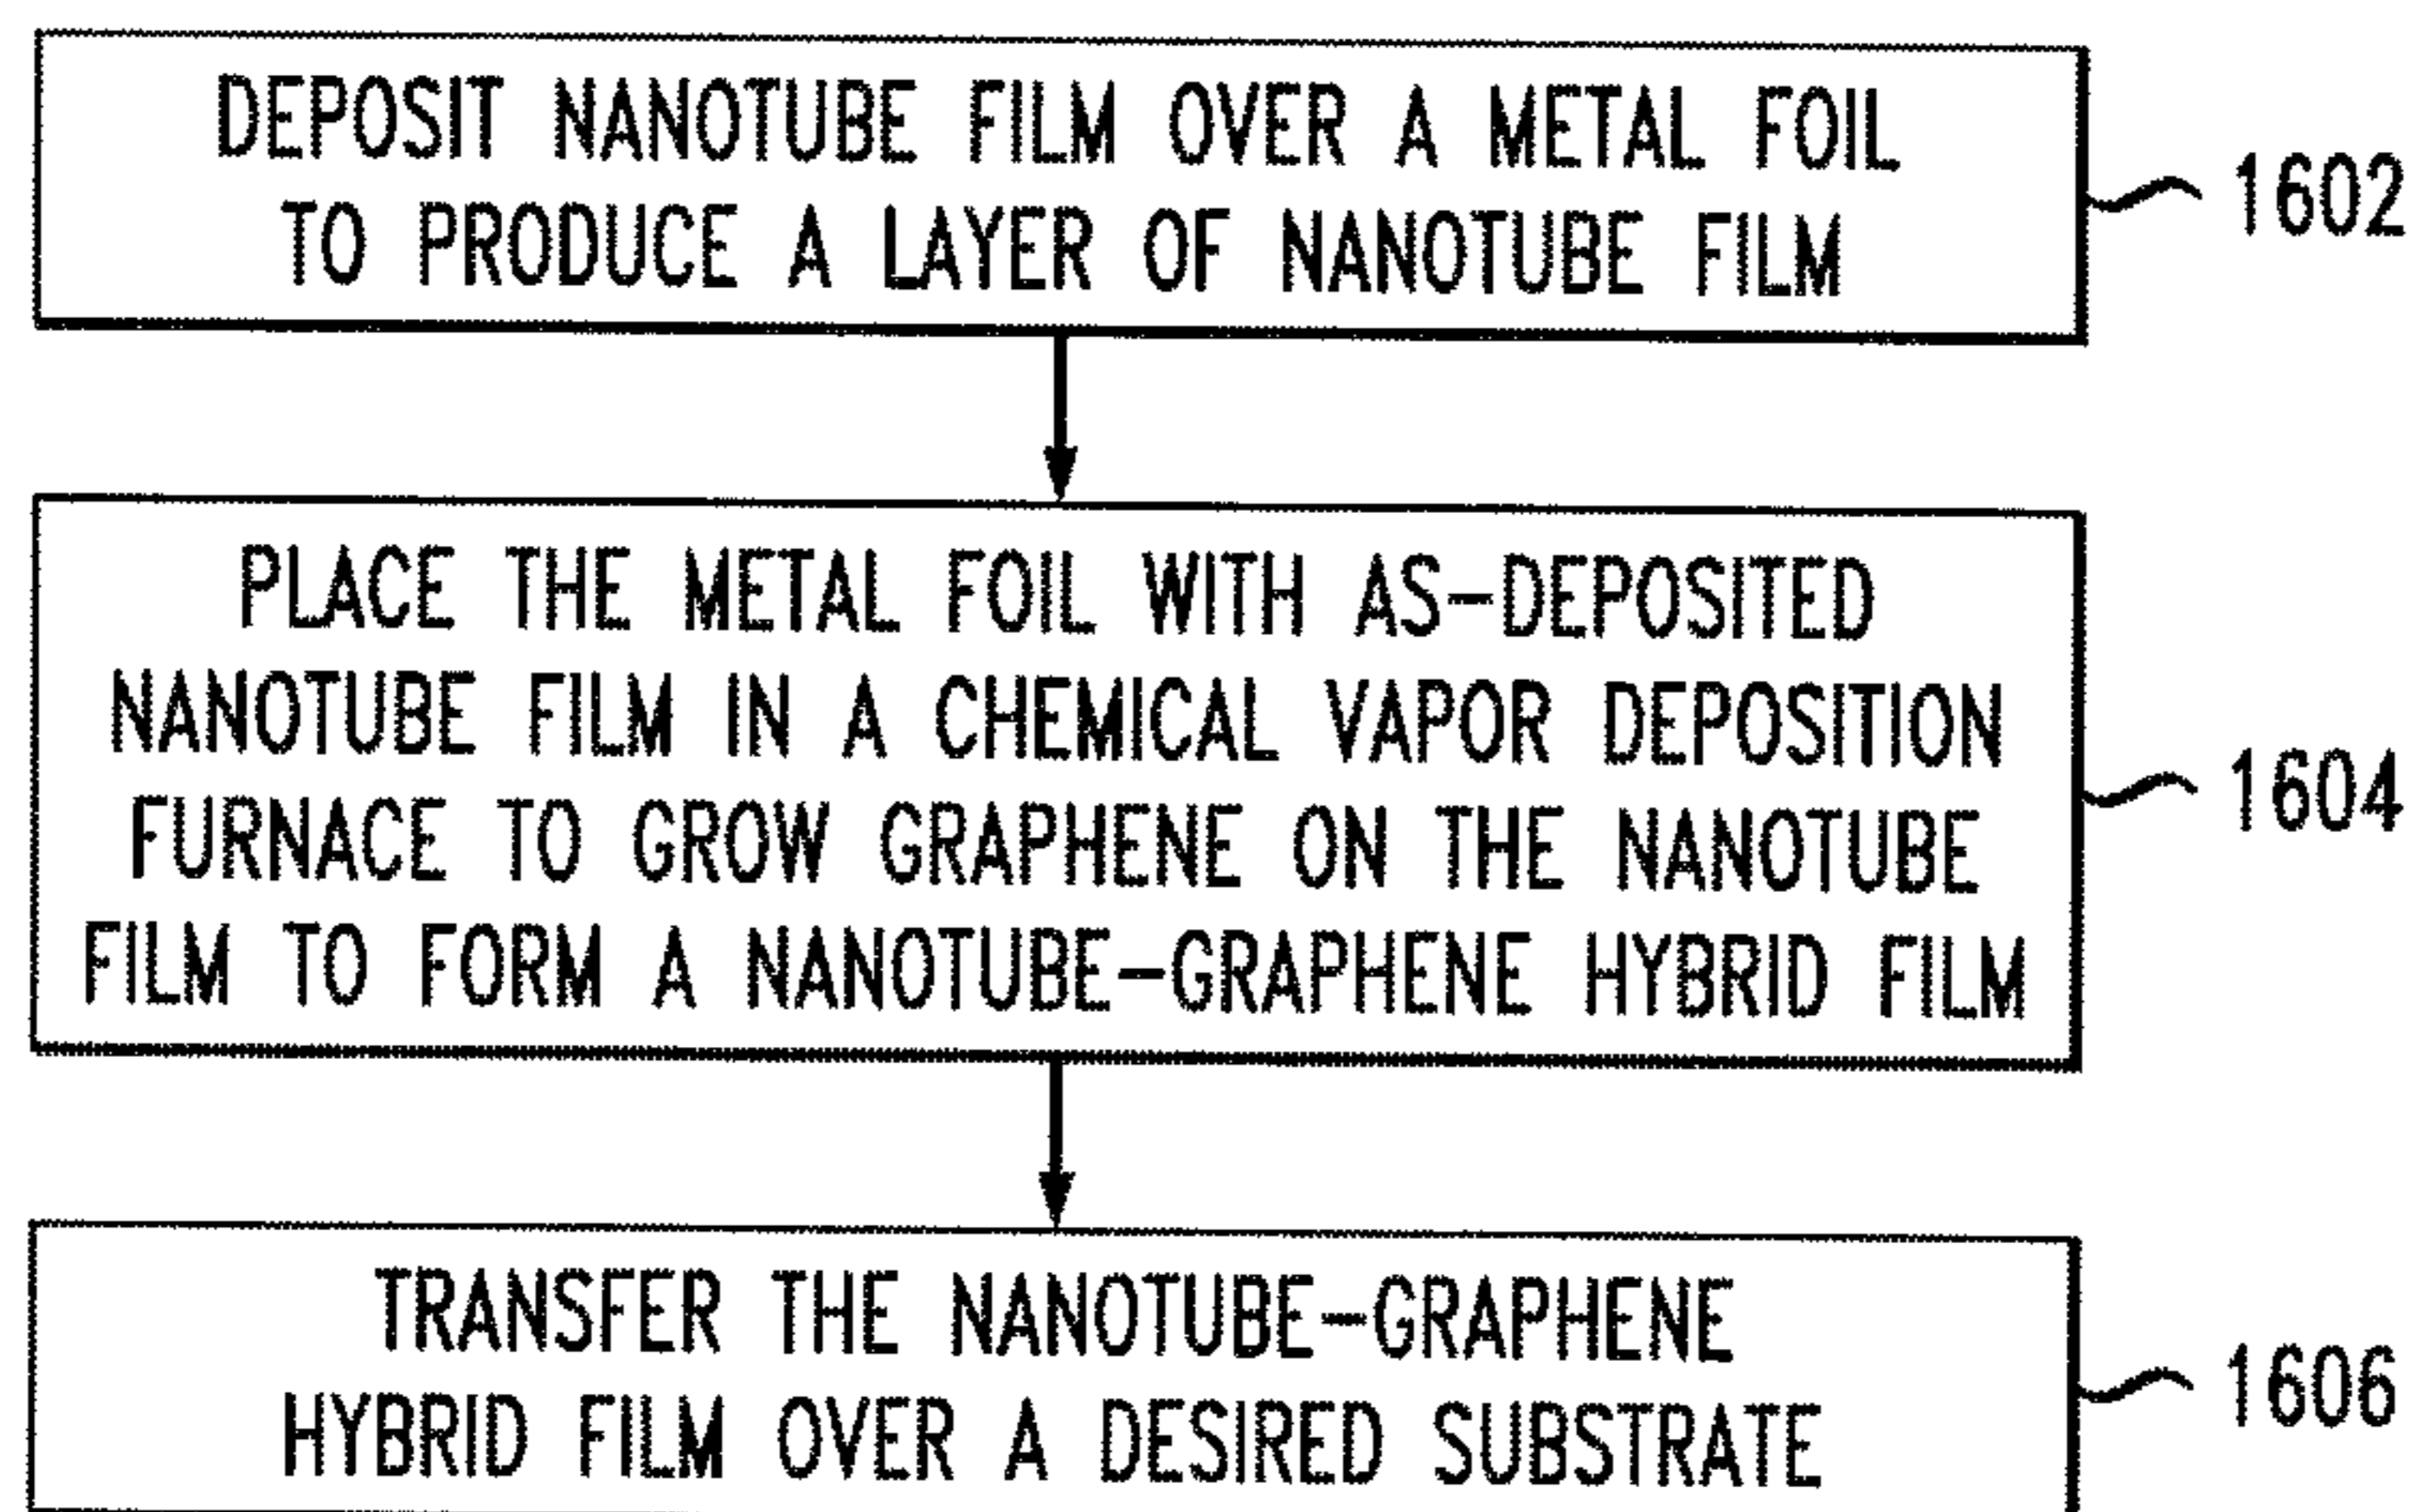 DEPOSIT NANOTUBE FILM OVER A METAL FOIL
TO PRODUCE A LAYER OF NANOTUBE FILM
1602
PLACE THE METAL FOIL WITH AS-DEPOSITED
NANOTUBE FILM IN A CHEMICAL VAPOR DEPOSITION
FURNACE TO GROW GRAPHENE ON THE NANOTUBE
FILM TO FORM A NANOTUBE-GRAPHENE HYBRID FILM
1604
TRANSFER THE NANOTUBE-GRAPHENE
HYBRID FILM OVER A DESIRED SUBSTRATE
1606